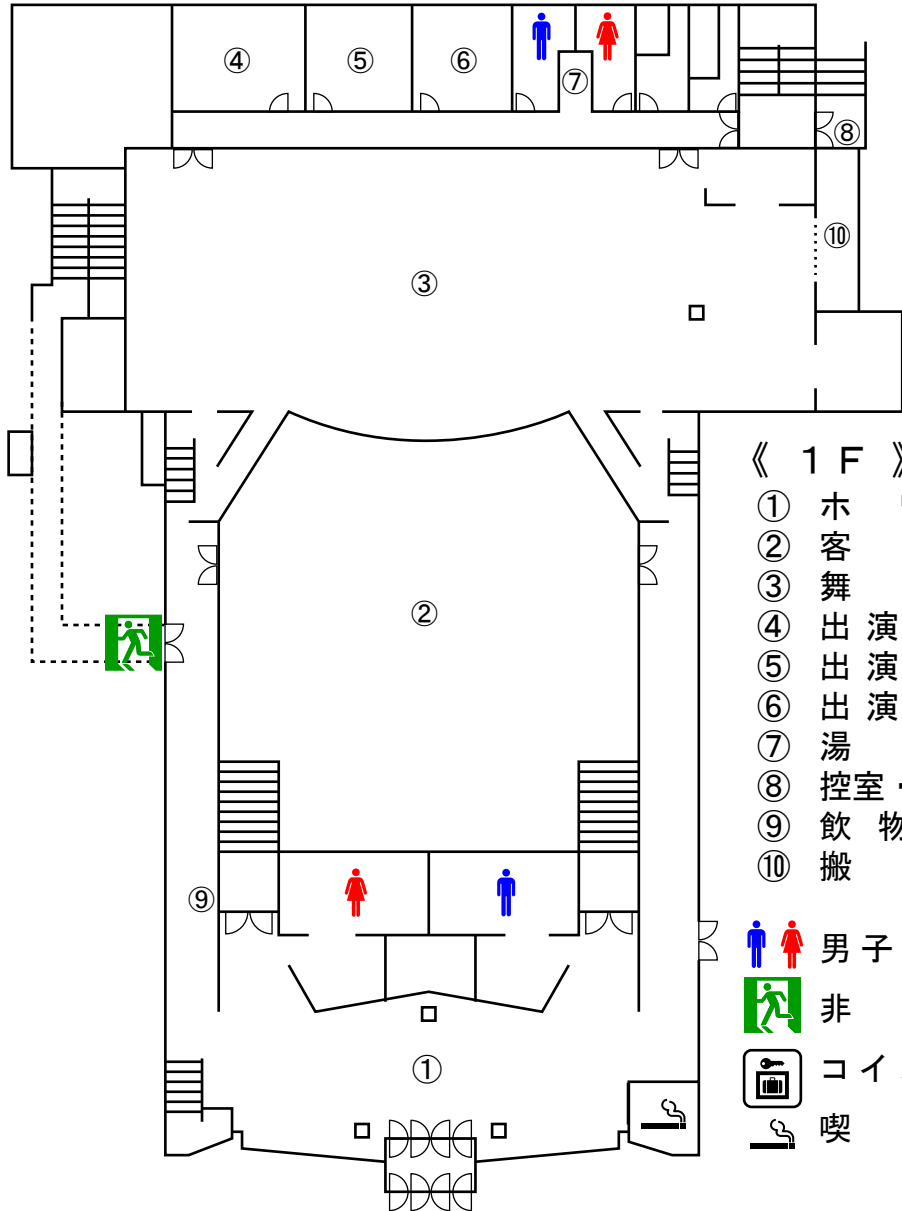 ④ ⑤ ⑥
⑦
⑧
⑩
③
②
⑨
①
《 1 F 》
① ホ
② 客
③ 舞
④ 出 演
⑤ 出 演
⑥ 出 演
⑦ 湯
⑧ 控室・
⑨ 飲 物
⑩ 搬
男 子
非
コ イ
喫